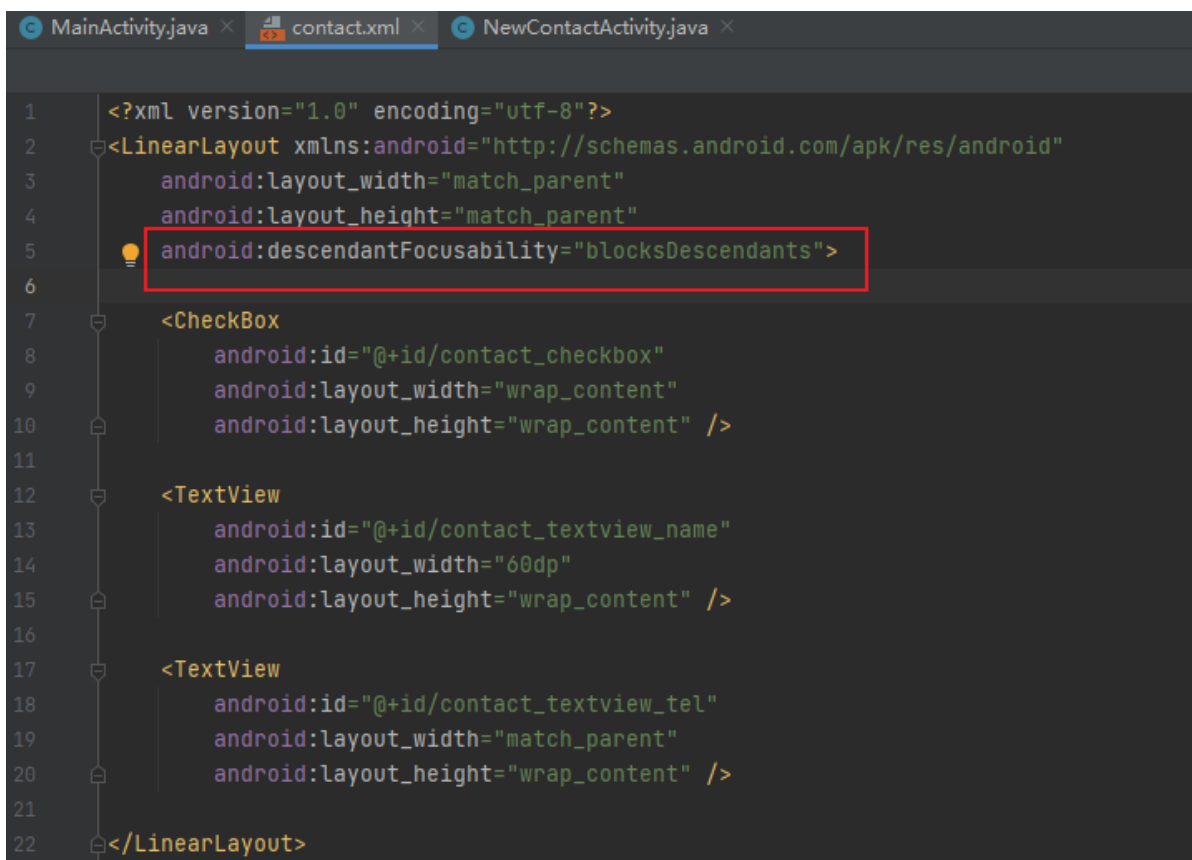 MainActivity.java contact.xml NewContactActivity.java
1 <?xml version="1.0" encoding="utf-8"?>
2 <LinearLayout xmlns:android="http://schemas.android.com/apk/res/android"
3 android:layout_width="match_parent"
4 android:layout_height="match_parent"
5 android:descendantFocusability="blocksDescendants">
6
7 <CheckBox
8 android:id="@+id/contact_checkbox"
9 android:layout_width="wrap_content"
10 android:layout_height="wrap_content" />
11
12 <TextView
13 android:id="@+id/contact_textview_name"
14 android:layout_width="60dp"
15 android:layout_height="wrap_content" />
16
17 <TextView
18 android:id="@+id/contact_textview_tel"
19 android:layout_width="match_parent"
20 android:layout_height="wrap_content" />
21
22 </LinearLayout>